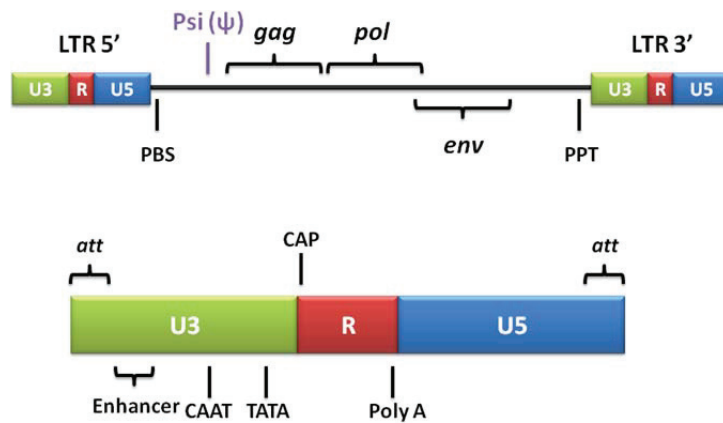 Psi (ψ) gag pol
LTR 5’ LTR 3’
U3 R U5 U3 R U5
PBS env PPT
CAP
att att
U3 R U5
Enhancer CAAT TATA Poly A